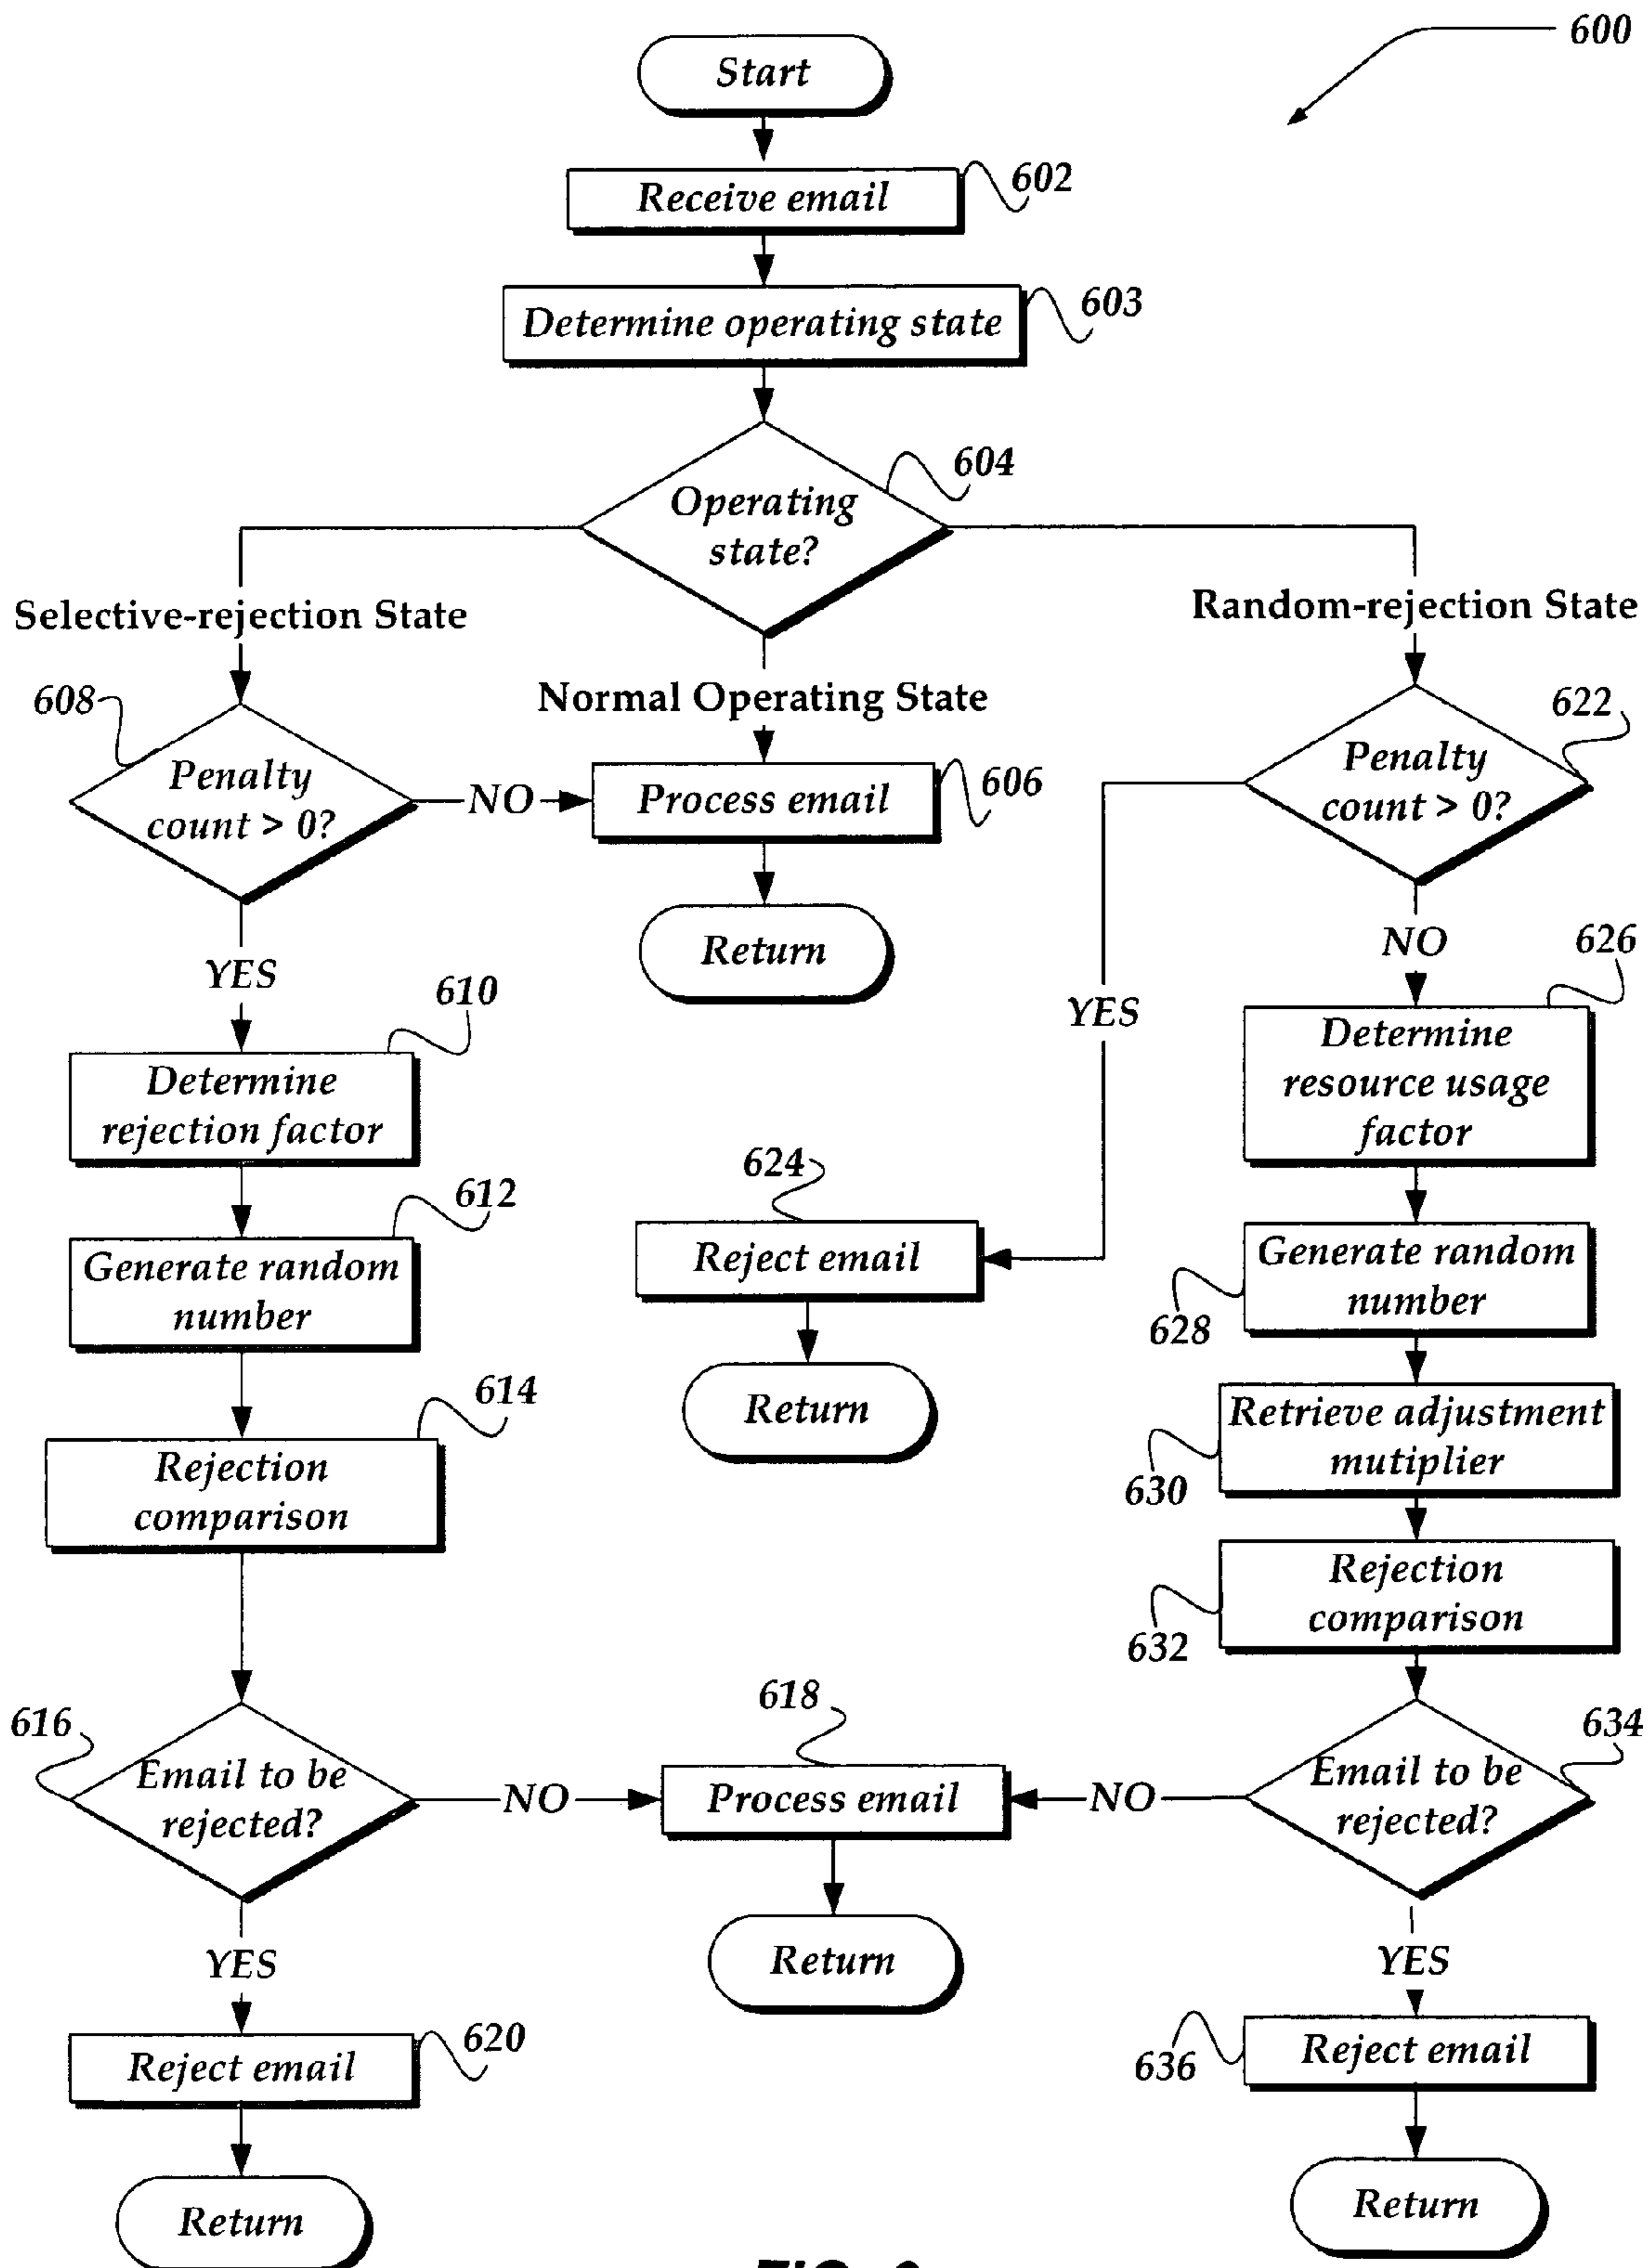 600
Start
602
Receive email
603
Determine operating state
604
Operating
state?
Selective-rejection State
Random-rejection State
Normal Operating State
608
622
Penalty
count > 0?
NO
Process email
606
Penalty
count > 0?
Return
YES
NO
626
610
YES
Determine
rejection factor
Determine
resource usage
factor
612
Generate random
number
624
Reject email
Generate random
number
628
614
Rejection
comparison
Return
Retrieve adjustment
mutiplier
630
Rejection
comparison
632
616
618
634
Email to be
rejected?
NO
Process email
NO
Email to be
rejected?
Return
YES
YES
Reject email
620
Reject email
636
Return
Return